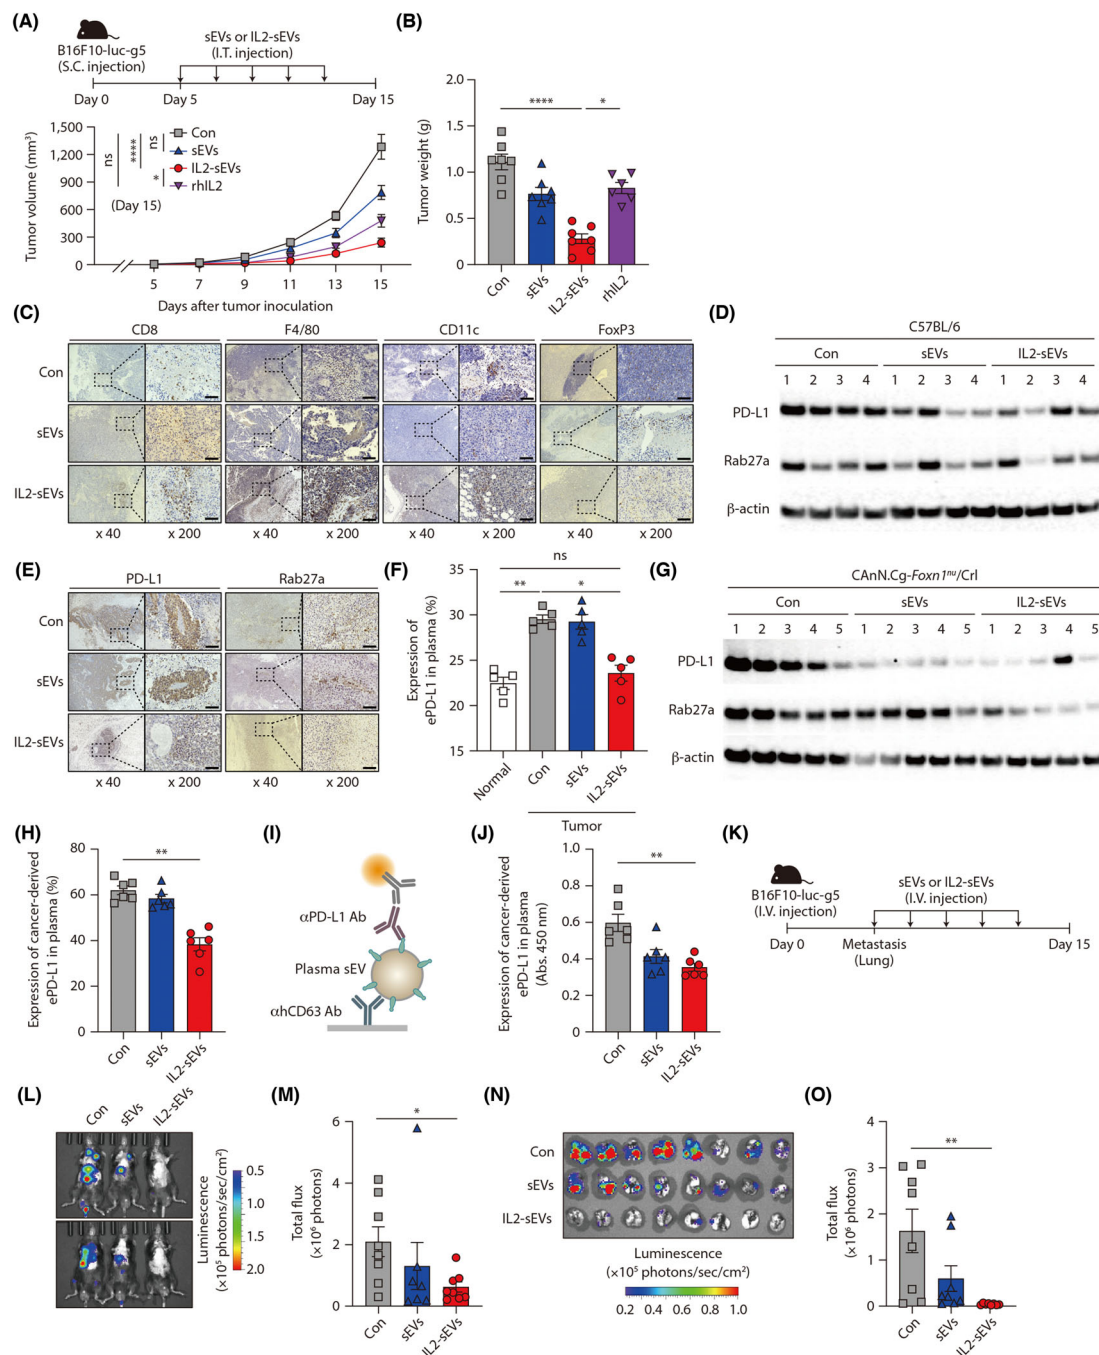 (A)
B16F10-luc-g5
(S.C. injection)
sEVs or IL2-sEVs
(I.T. injection)
Day 0
Day 5
Day 15
Tumor volume (mm³)
1,500
1,200
900
600
300
0
ns
****
ns
*
(Day 15)
Con
sEVs
IL2-sEVs
rhIL2
5 7 9 11 13 15
Days after tumor inoculation
(B)
Tumor weight (g)
2.0
1.5
1.0
0.5
0.0
**** *
Con sEVs IL2-sEVs rhIL2
(C)
CD8 F4/80 CD11c FoxP3
Con
sEVs
IL2-sEVs
x 40 x 200 x 40 x 200 x 40 x 200 x 40 x 200
(D)
C57BL/6
Con sEVs IL2-sEVs
1 2 3 4 1 2 3 4 1 2 3 4
PD-L1
Rab27a
β-actin
(E)
PD-L1 Rab27a
Con
sEVs
IL2-sEVs
x 40 x 200 x 40 x 200
(F)
Expression of
ePD-L1 in plasma (%)
35
30
25
20
15
ns
** *
Normal Con sEVs IL2-sEVs
Tumor
(G)
CAnN.Cg-Foxn1ⁿᵘ/Crl
Con sEVs IL2-sEVs
1 2 3 4 5 1 2 3 4 5 1 2 3 4 5
PD-L1
Rab27a
β-actin
(H)
Expression of cancer-derived
ePD-L1 in plasma (%)
80
60
40
20
0
**
Con sEVs IL2-sEVs
(I)
αPD-L1 Ab
Plasma sEV
αhCD63 Ab
(J)
Expression of cancer-derived
ePD-L1 in plasma
(Abs. 450 nm)
1.0
0.8
0.6
0.4
0.2
0
**
Con sEVs IL2-sEVs
(K)
B16F10-luc-g5
(I.V. injection)
sEVs or IL2-sEVs
(I.V. injection)
Day 0
Metastasis
(Lung)
Day 15
(L)
Con sEVs IL2-sEVs
Luminescence
(×10⁵ photons/sec/cm²)
0.5
1.0
1.5
2.0
(M)
Total flux
(×10⁶ photons)
6
4
2
0
*
Con sEVs IL2-sEVs
(N)
Con
sEVs
IL2-sEVs
Luminescence
(×10⁵ photons/sec/cm²)
0.2 0.4 0.6 0.8 1.0
(O)
Total flux
(×10⁶ photons)
4
3
2
1
0
**
Con sEVs IL2-sEVs